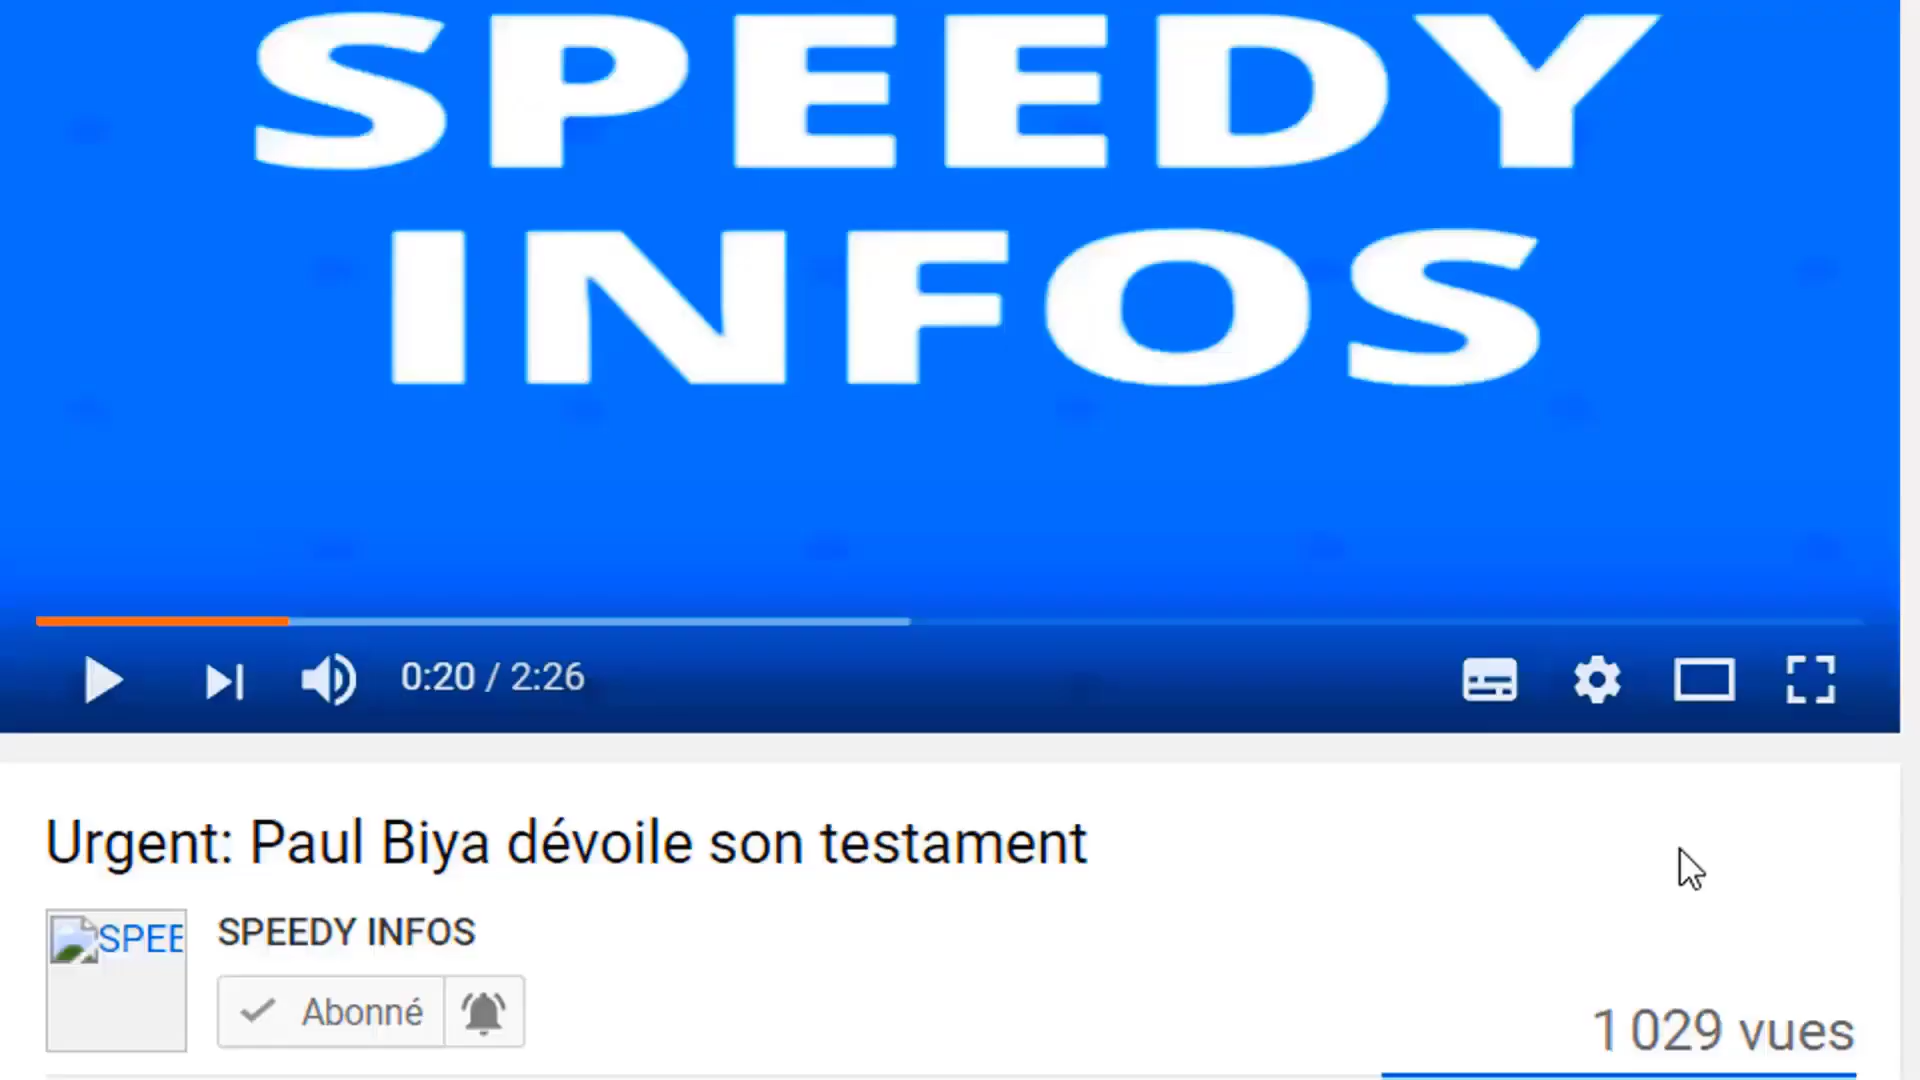 SPEEDY
INFOS
0:20 / 2:26
Urgent: Paul Biya dévoile son testament
SPEE
SPEEDY INFOS
Abonné
1 029 vues